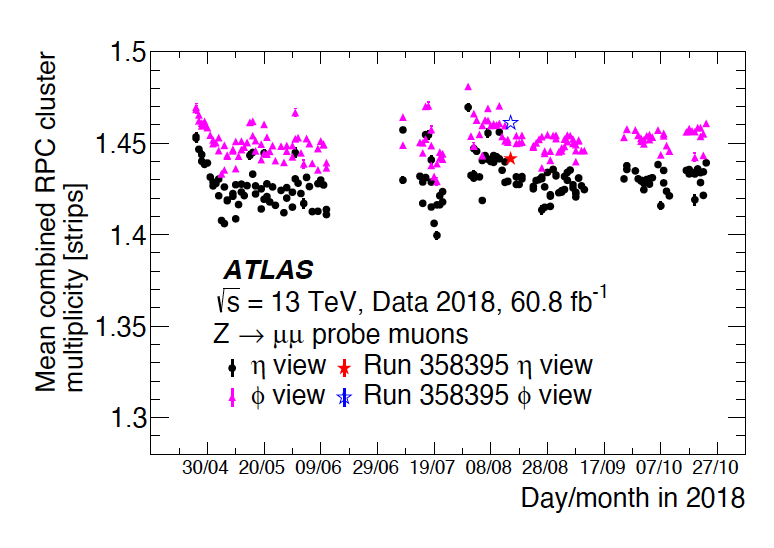 Mean combined RPC cluster
multiplicity [strips]
1.5
1.45
1.4
1.35
1.3
ATLAS
√s = 13 TeV, Data 2018, 60.8 fb⁻¹
Z → μμ probe muons
η view
Run 358395 η view
ϕ view
Run 358395 ϕ view
30/04 20/05 09/06 29/06 19/07 08/08 28/08 17/09 07/10 27/10
Day/month in 2018